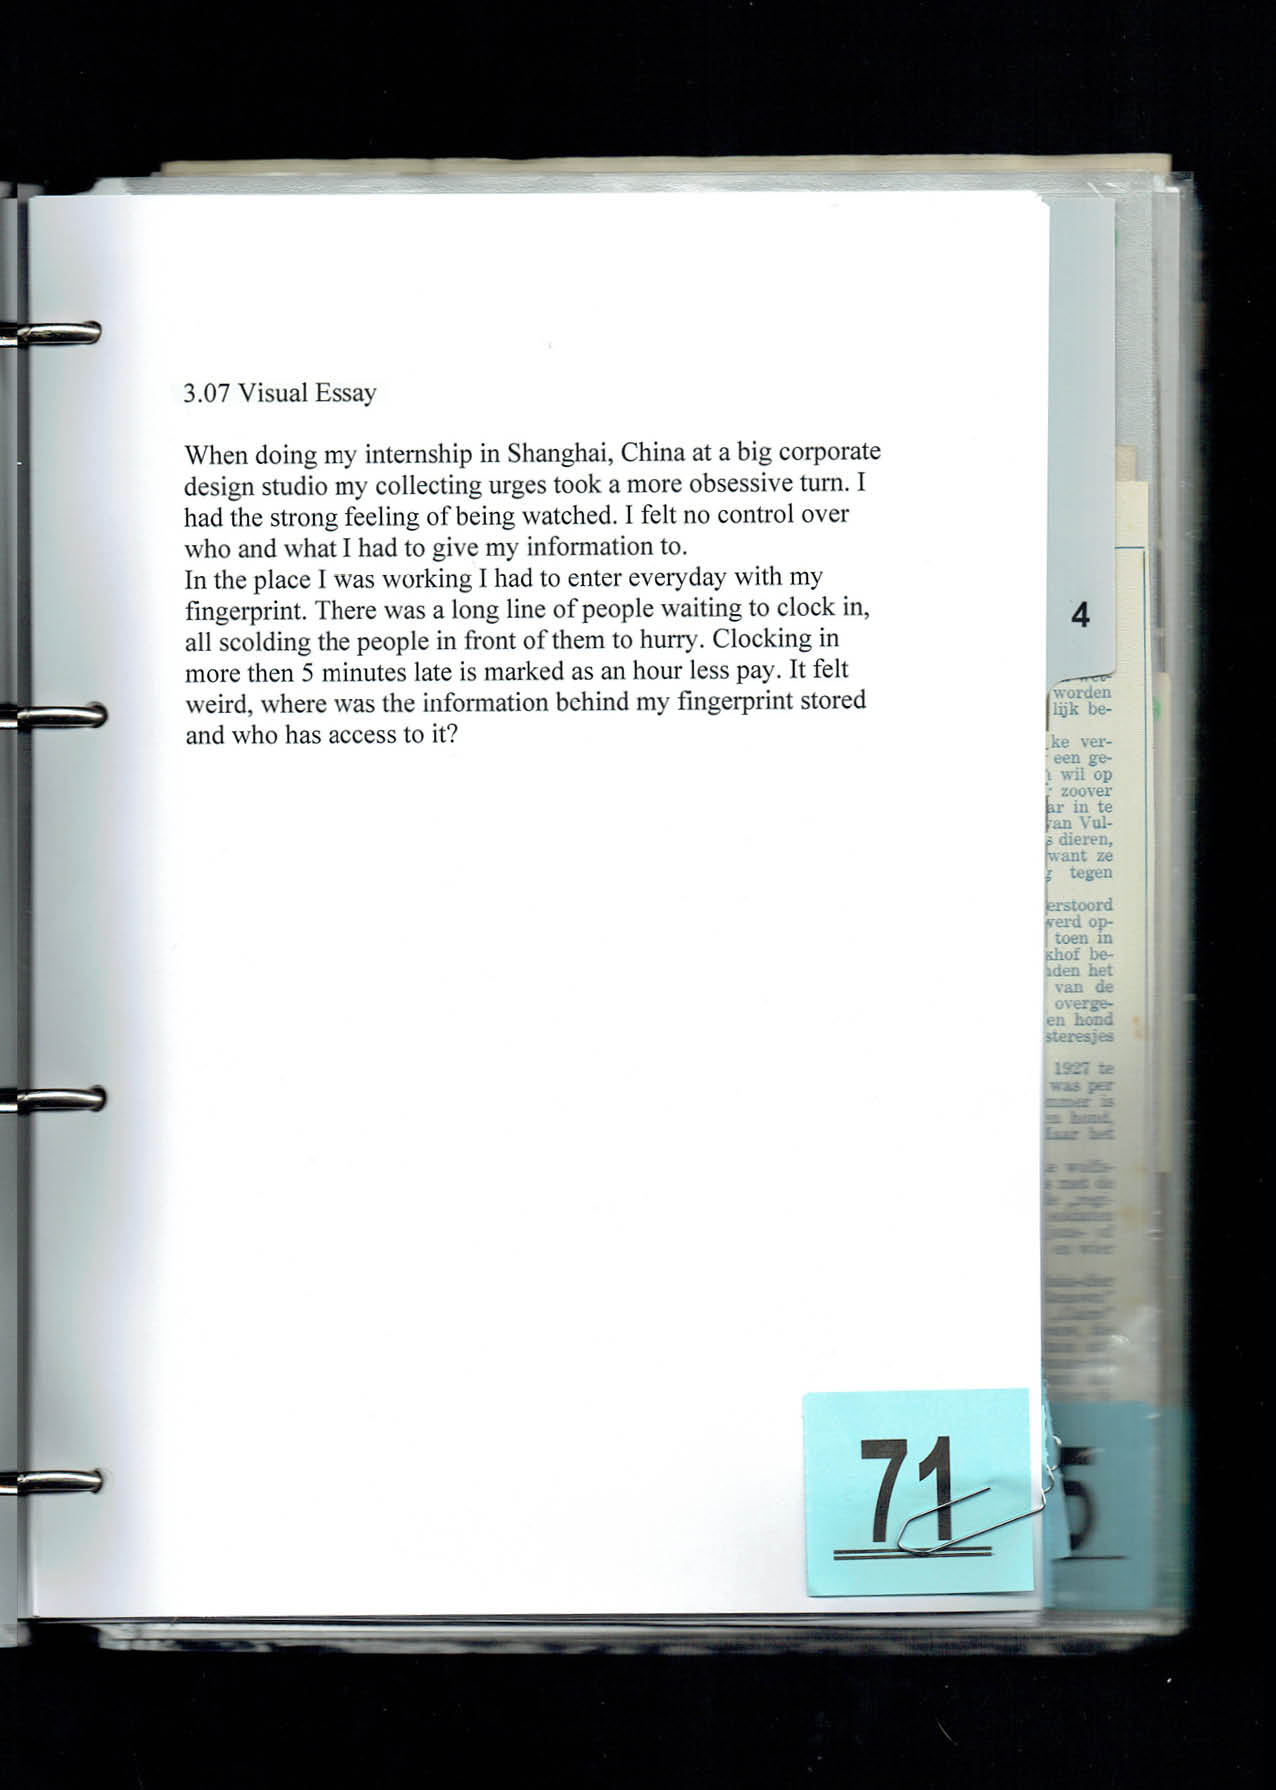 3.07 Visual Essay
When doing my internship in Shanghai, China at a big corporate
design studio my collecting urges took a more obsessive turn. I
had the strong feeling of being watched. I felt no control over
who and what I had to give my information to.
In the place I was working I had to enter everyday with my
fingerprint. There was a long line of people waiting to clock in,
all scolding the people in front of them to hurry. Clocking in
more then 5 minutes late is marked as an hour less pay. It felt
weird, where was the information behind my fingerprint stored
and who has access to it?
4
worden
lijk be-
ke ver-
een ge-
wil op
zoover
ar in te
van Vul-
s dieren,
want ze
tegen
erstoord
werd op-
toen in
khof be-
den het
van de
overge-
en hond
steresjes
1927 te
was per
mmer is
en hond,
Maar het
71
5